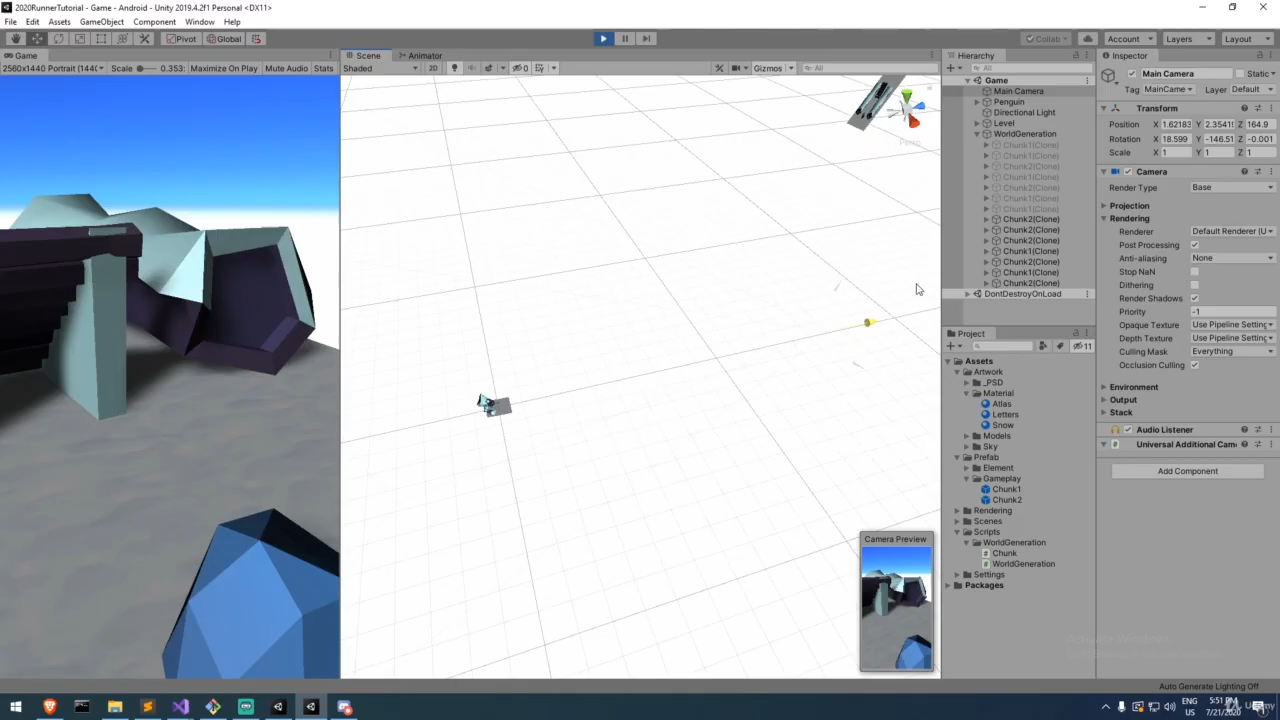 2020RunnerTutorial - Game - Android - Unity 2019.4.2f1 Personal <DX11>
File Edit Assets GameObject Component Window Help
Pivot Global Collab Account Layers Layout
Game Scene Animator Hierarchy Inspector
2560x1440 Portrait (144( Scale 0.353: Maximize On Play Mute Audio Stats Shaded 2D 0 Gizmos All All
Persp
Game
Main Camera
Penguin
Directional Light
Level
WorldGeneration
Chunk1(Clone)
Chunk1(Clone)
Chunk2(Clone)
Chunk1(Clone)
Chunk2(Clone)
Chunk1(Clone)
Chunk1(Clone)
Chunk2(Clone)
Chunk2(Clone)
Chunk2(Clone)
Chunk1(Clone)
Chunk2(Clone)
Chunk1(Clone)
Chunk2(Clone)
DontDestroyOnLoad
Project
11
Assets
Artwork
_PSD
Material
Atlas
Letters
Snow
Models
Sky
Prefab
Element
Gameplay
Chunk1
Chunk2
Rendering
Scenes
Scripts
WorldGeneration
Chunk
WorldGeneration
Settings
Packages
Main Camera Static
Tag MainCame Layer Default
Transform
Position X 1.62183 Y 2.35415 Z 164.9
Rotation X 18.599 Y -146.51 Z -0.001
Scale X 1 Y 1 Z 1
Camera
Render Type Base
Projection
Rendering
Renderer Default Renderer (U
Post Processing
Anti-aliasing None
Stop NaN
Dithering
Render Shadows
Priority -1
Opaque Texture Use Pipeline Setting
Depth Texture Use Pipeline Setting
Culling Mask Everything
Occlusion Culling
Environment
Output
Stack
Audio Listener
Universal Additional Cam
Add Component
Camera Preview
Activate Windows
Auto Generate Lighting Off
ENG
US
5:51 PM
7/21/2020
Udemy